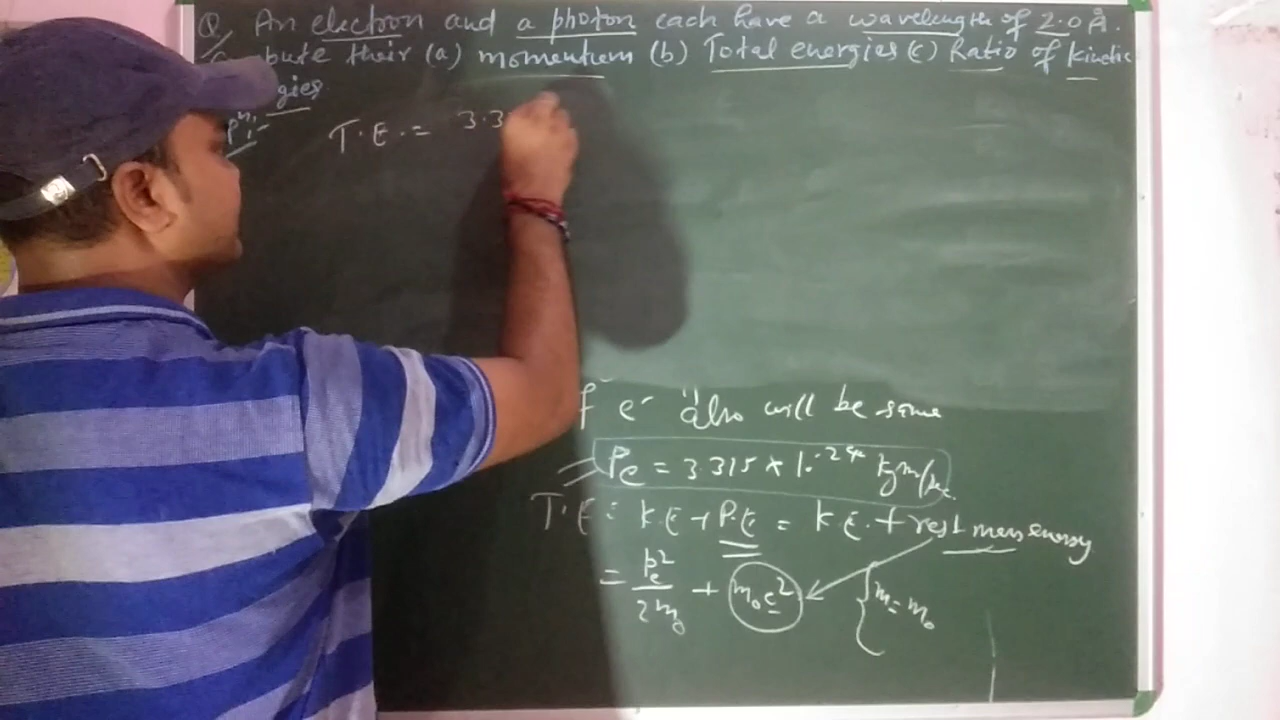 Q An electron and a photon each have a wavelength of 2.0 Å.
bute their (a) momentum (b) Total energies (c) Ratio of kinetic
gies
T.E. = 3.3
f e⁻ also will be same
Pe = 3.315 × 10⁻²⁴ kgm/sec.
T.E = K.E + P.E = K.E. + rest mass energy
= pe²/2m₀ + m₀c² { m = m₀